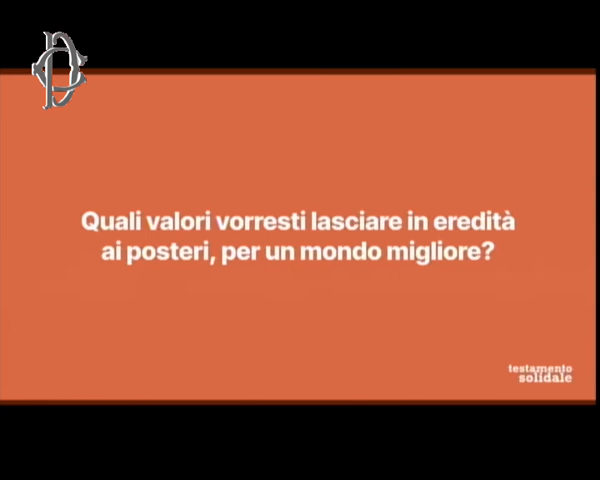 Quali valori vorresti lasciare in eredità
ai posteri, per un mondo migliore?
testamento
solidale